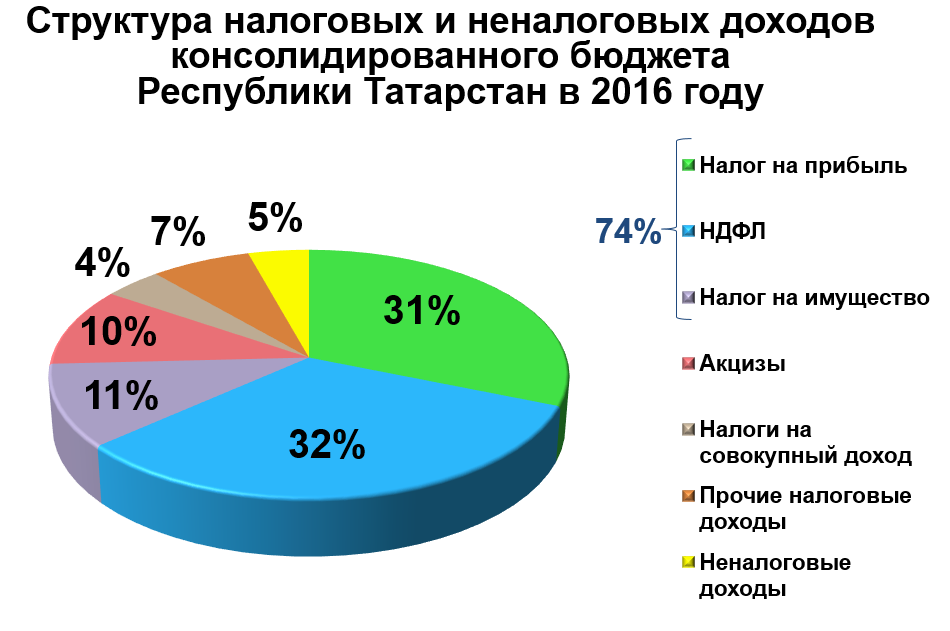 Структура налоговых и неналоговых доходов
консолидированного бюджета
Республики Татарстан в 2016 году
5%
7%
4%
10%
11%
31%
32%
74%
Налог на прибыль
НДФЛ
Налог на имущество
Акцизы
Налоги на
совокупный доход
Прочие налоговые
доходы
Неналоговые
доходы